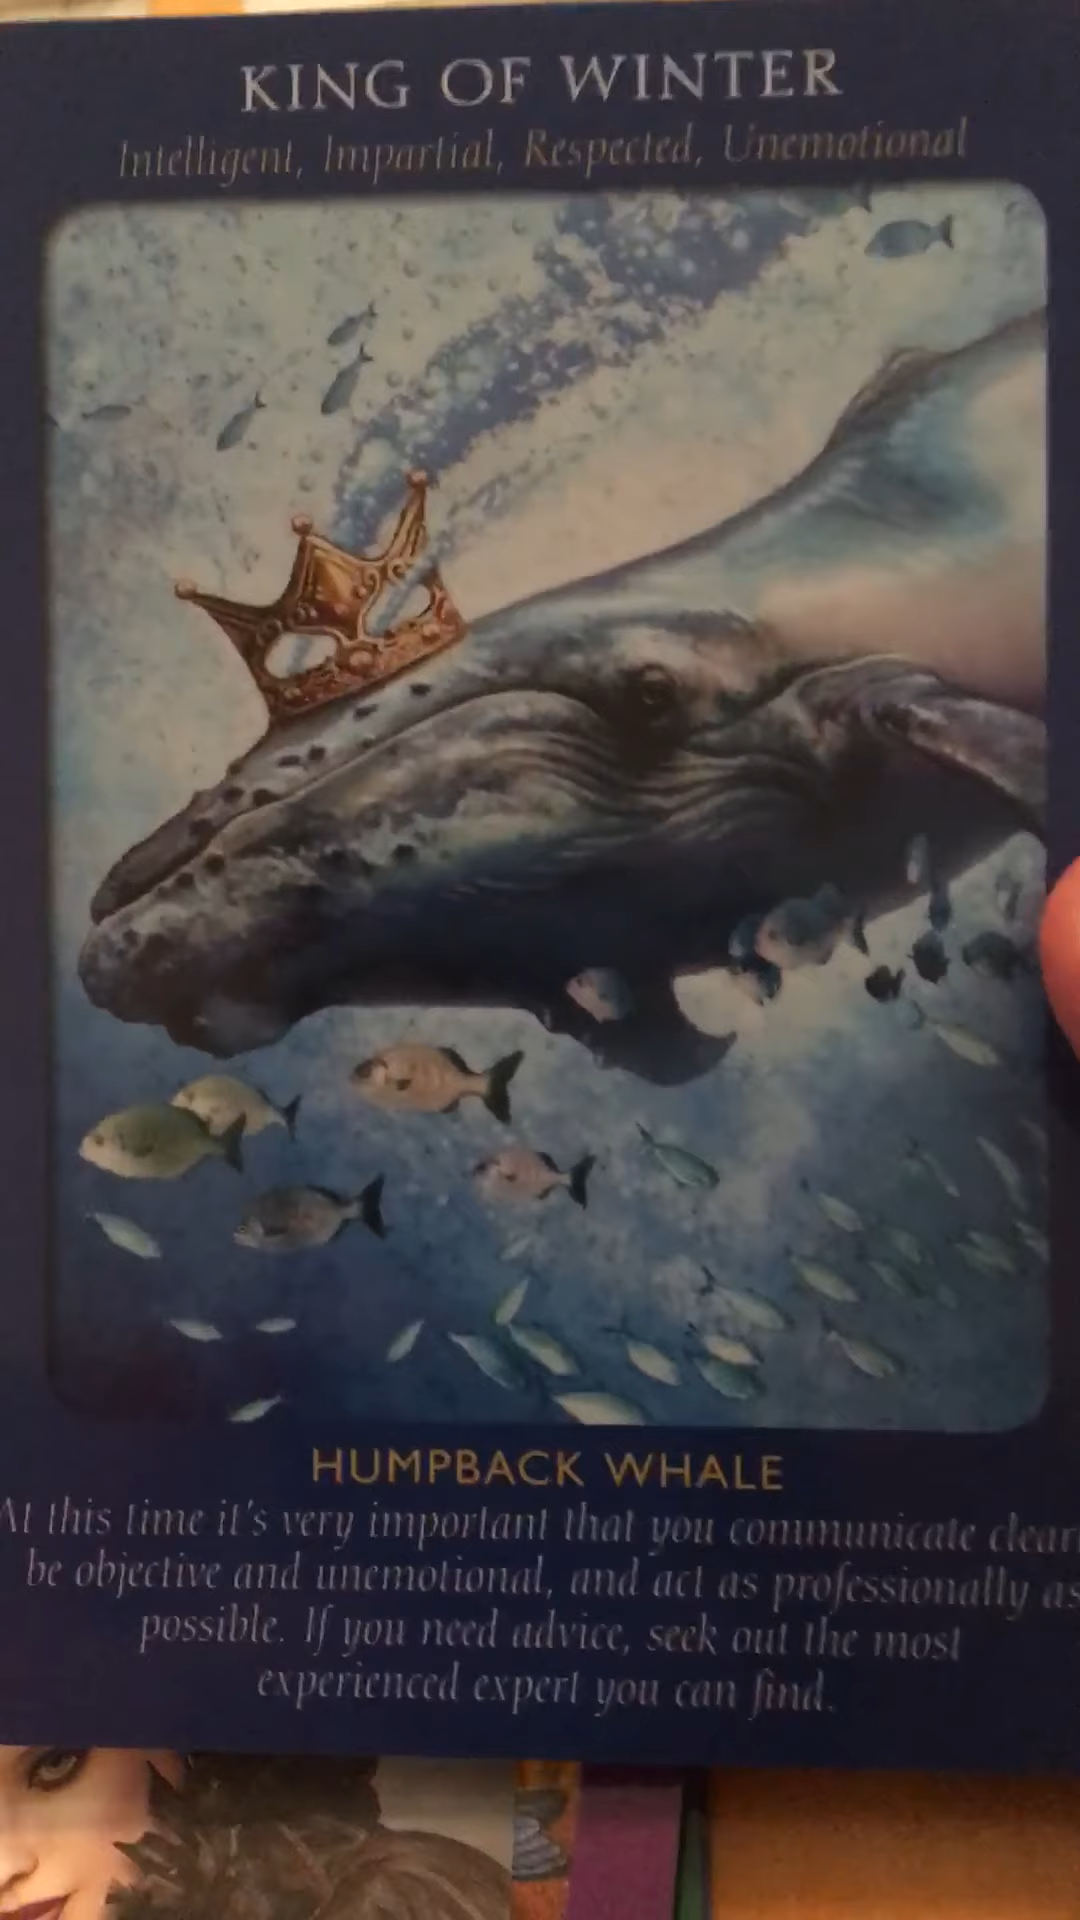 KING OF WINTER
Intelligent, Impartial, Respected, Unemotional
HUMPBACK WHALE
At this time it's very important that you communicate clear
be objective and unemotional, and act as professionally as
possible. If you need advice, seek out the most
experienced expert you can find.